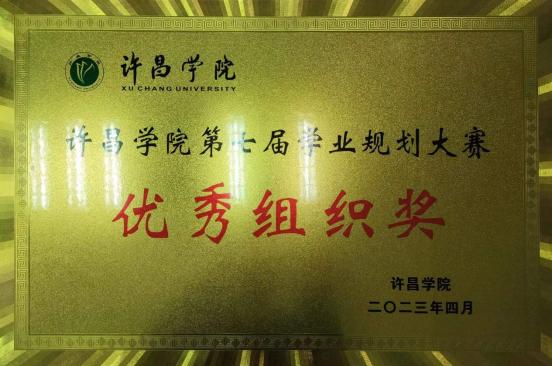 许昌学院
XU CHANG UNIVERSITY
许昌学院第七届学业规划大赛
优秀组织奖
许昌学院
二〇二三年四月